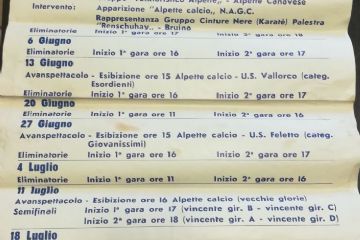 Alpette Canavese
Intervento: Apparizione "Alpette calcio", N.A.G.C.
Rappresentanza Gruppo Cinture Nere (Karatè) Palestra
"Renschuhay" - Bruino
Eliminatorie Inizio 1ª gara ore 16 Inizio 2ª gara ore 17
6 Giugno
Eliminatorie Inizio 1ª gara ore 16 Inizio 2ª gara ore 17
13 Giugno
Avanspettacolo - Esibizione ore 15 Alpette calcio - U.S. Vallorco (categ.
Esordienti)
Eliminatorie Inizio 1ª gara ore 16 Inizio 2ª gara ore 17
20 Giugno
Eliminatorie Inizio 1ª gara ore 16 Inizio 2ª gara ore 17
27 Giugno
Avanspettacolo - Esibizione ore 15 Alpette calcio - U.S. Feletto (categ.
Giovanissimi)
Eliminatorie Inizio 1ª gara ore 16 Inizio 2ª gara ore 17
4 Luglio
Eliminatorie Inizio 1ª gara ore 16 Inizio 2ª gara ore 17
11 luglio
Avanspettacolo - Esibizione ore 16 Alpette calcio (vecchie glorie)
Semifinali Inizio 1ª gara ore 17 (vincente gir. B - vincente gir. C)
Inizio 2ª gara ore 18 (vincente gir. A - vincente gir. D)
18 luglio